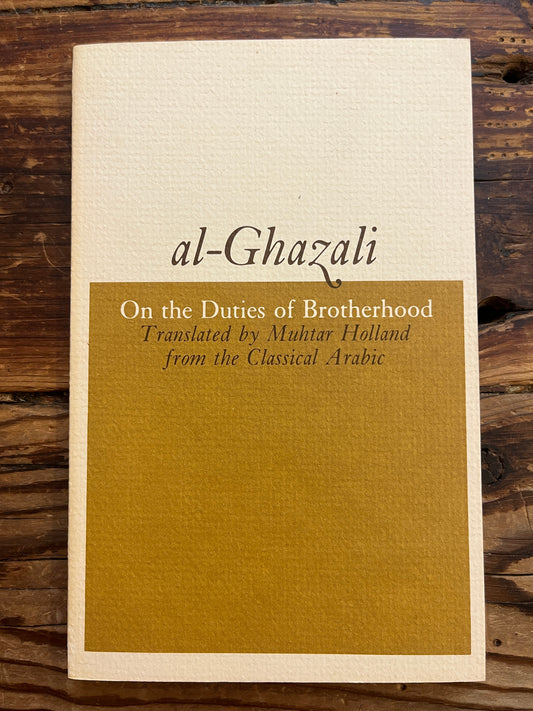 al-Ghazali
On the Duties of Brotherhood
Translated by Muhtar Holland
from the Classical Arabic